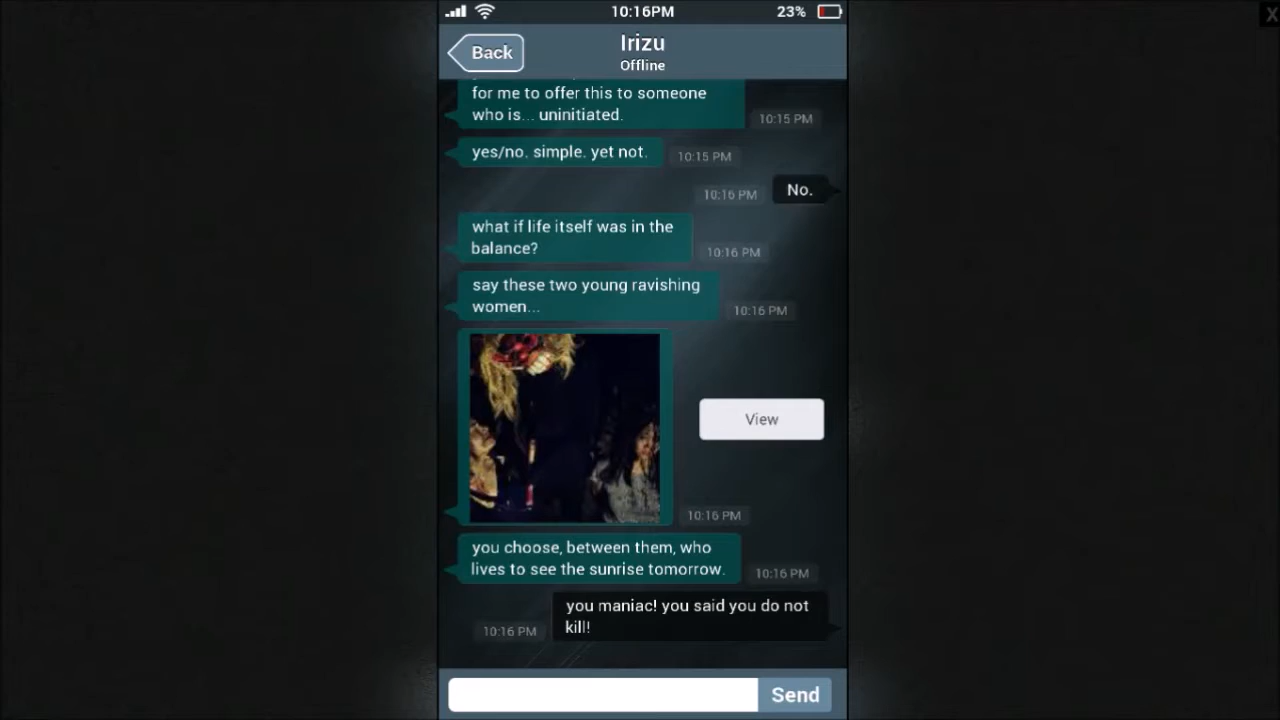 10:16PM
23%
X
Back
Irizu
Offline
for me to offer this to someone
who is... uninitiated.
10:15 PM
yes/no. simple. yet not.
10:15 PM
10:16 PM
No.
what if life itself was in the
balance?
10:16 PM
say these two young ravishing
women...
10:16 PM
View
10:16 PM
you choose, between them, who
lives to see the sunrise tomorrow.
10:16 PM
you maniac! you said you do not
kill!
10:16 PM
Send